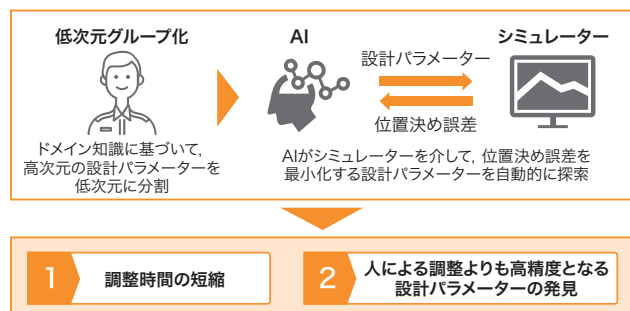 低次元グループ化
AI
シミュレーター
設計パラメーター
位置決め誤差
ドメイン知識に基づいて,
高次元の設計パラメーターを
低次元に分割
AIがシミュレーターを介して, 位置決め誤差を
最小化する設計パラメーターを自動的に探索
1
調整時間の短縮
2
人による調整よりも高精度となる
設計パラメーターの発見